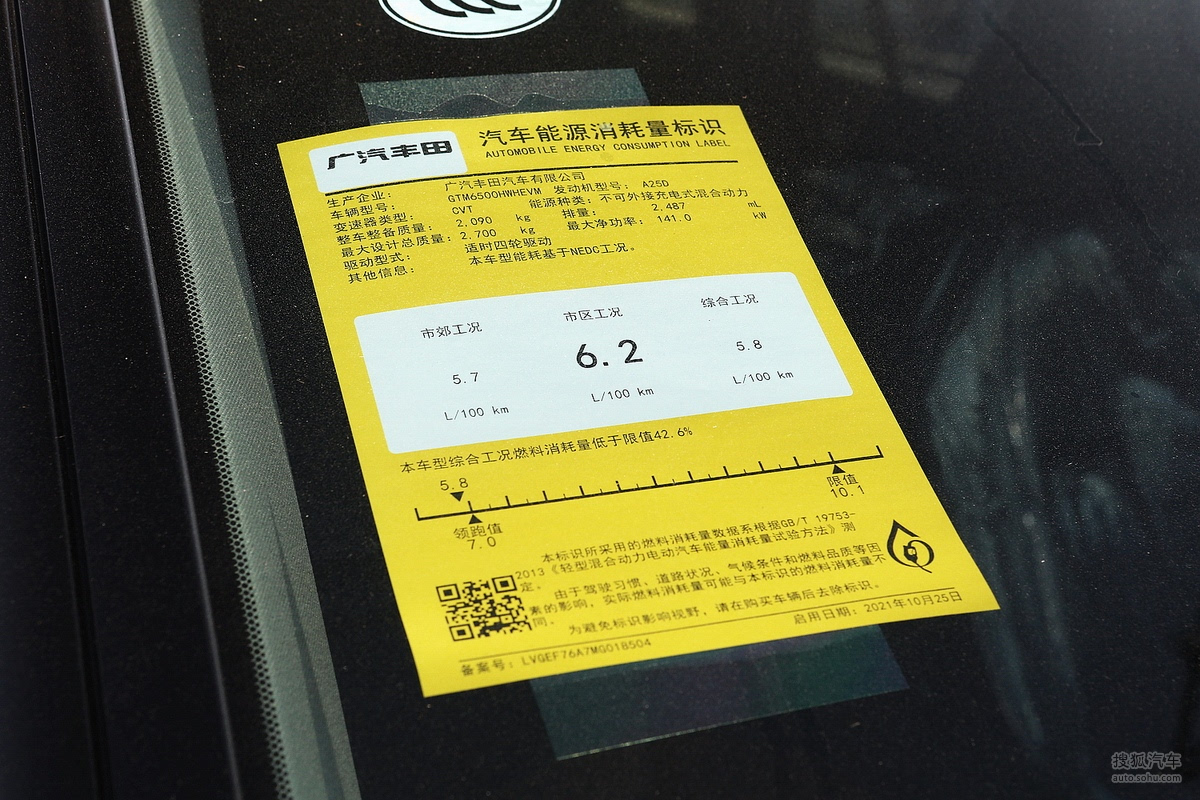 广汽丰田
汽车能源消耗量标识
AUTOMOBILE ENERGY CONSUMPTION LABEL
生产企业： 广汽丰田汽车有限公司
车辆型号： GTM6500HWHEVM 发动机型号： A25D
变速器类型： CVT 能源种类：不可外接充电式混合动力
整车整备质量： 2.090 kg 排量： 2.487 mL
最大设计总质量：2.700 kg 最大净功率：141.0 kW
驱动型式： 适时四轮驱动
其他信息： 本车型能耗基于NEDC工况。
市郊工况 市区工况 综合工况
5.7 6.2 5.8
L/100 km L/100 km L/100 km
本车型综合工况燃料消耗量低于限值42.6%
5.8
领跑值 限值
7.0 10.1
本标识所采用的燃料消耗量数据系根据GB/T 19753-
2013《轻型混合动力电动汽车能量消耗量试验方法》测
定。 由于驾驶习惯、道路状况、气候条件和燃料品质等因
素的影响，实际燃料消耗量可能与本标识的燃料消耗量不
同。 为避免标识影响视野，请在购买车辆后去除标识。
备案号：LVGEF76A7MG018504 启用日期：2021年10月25日
搜狐汽车
auto.sohu.com